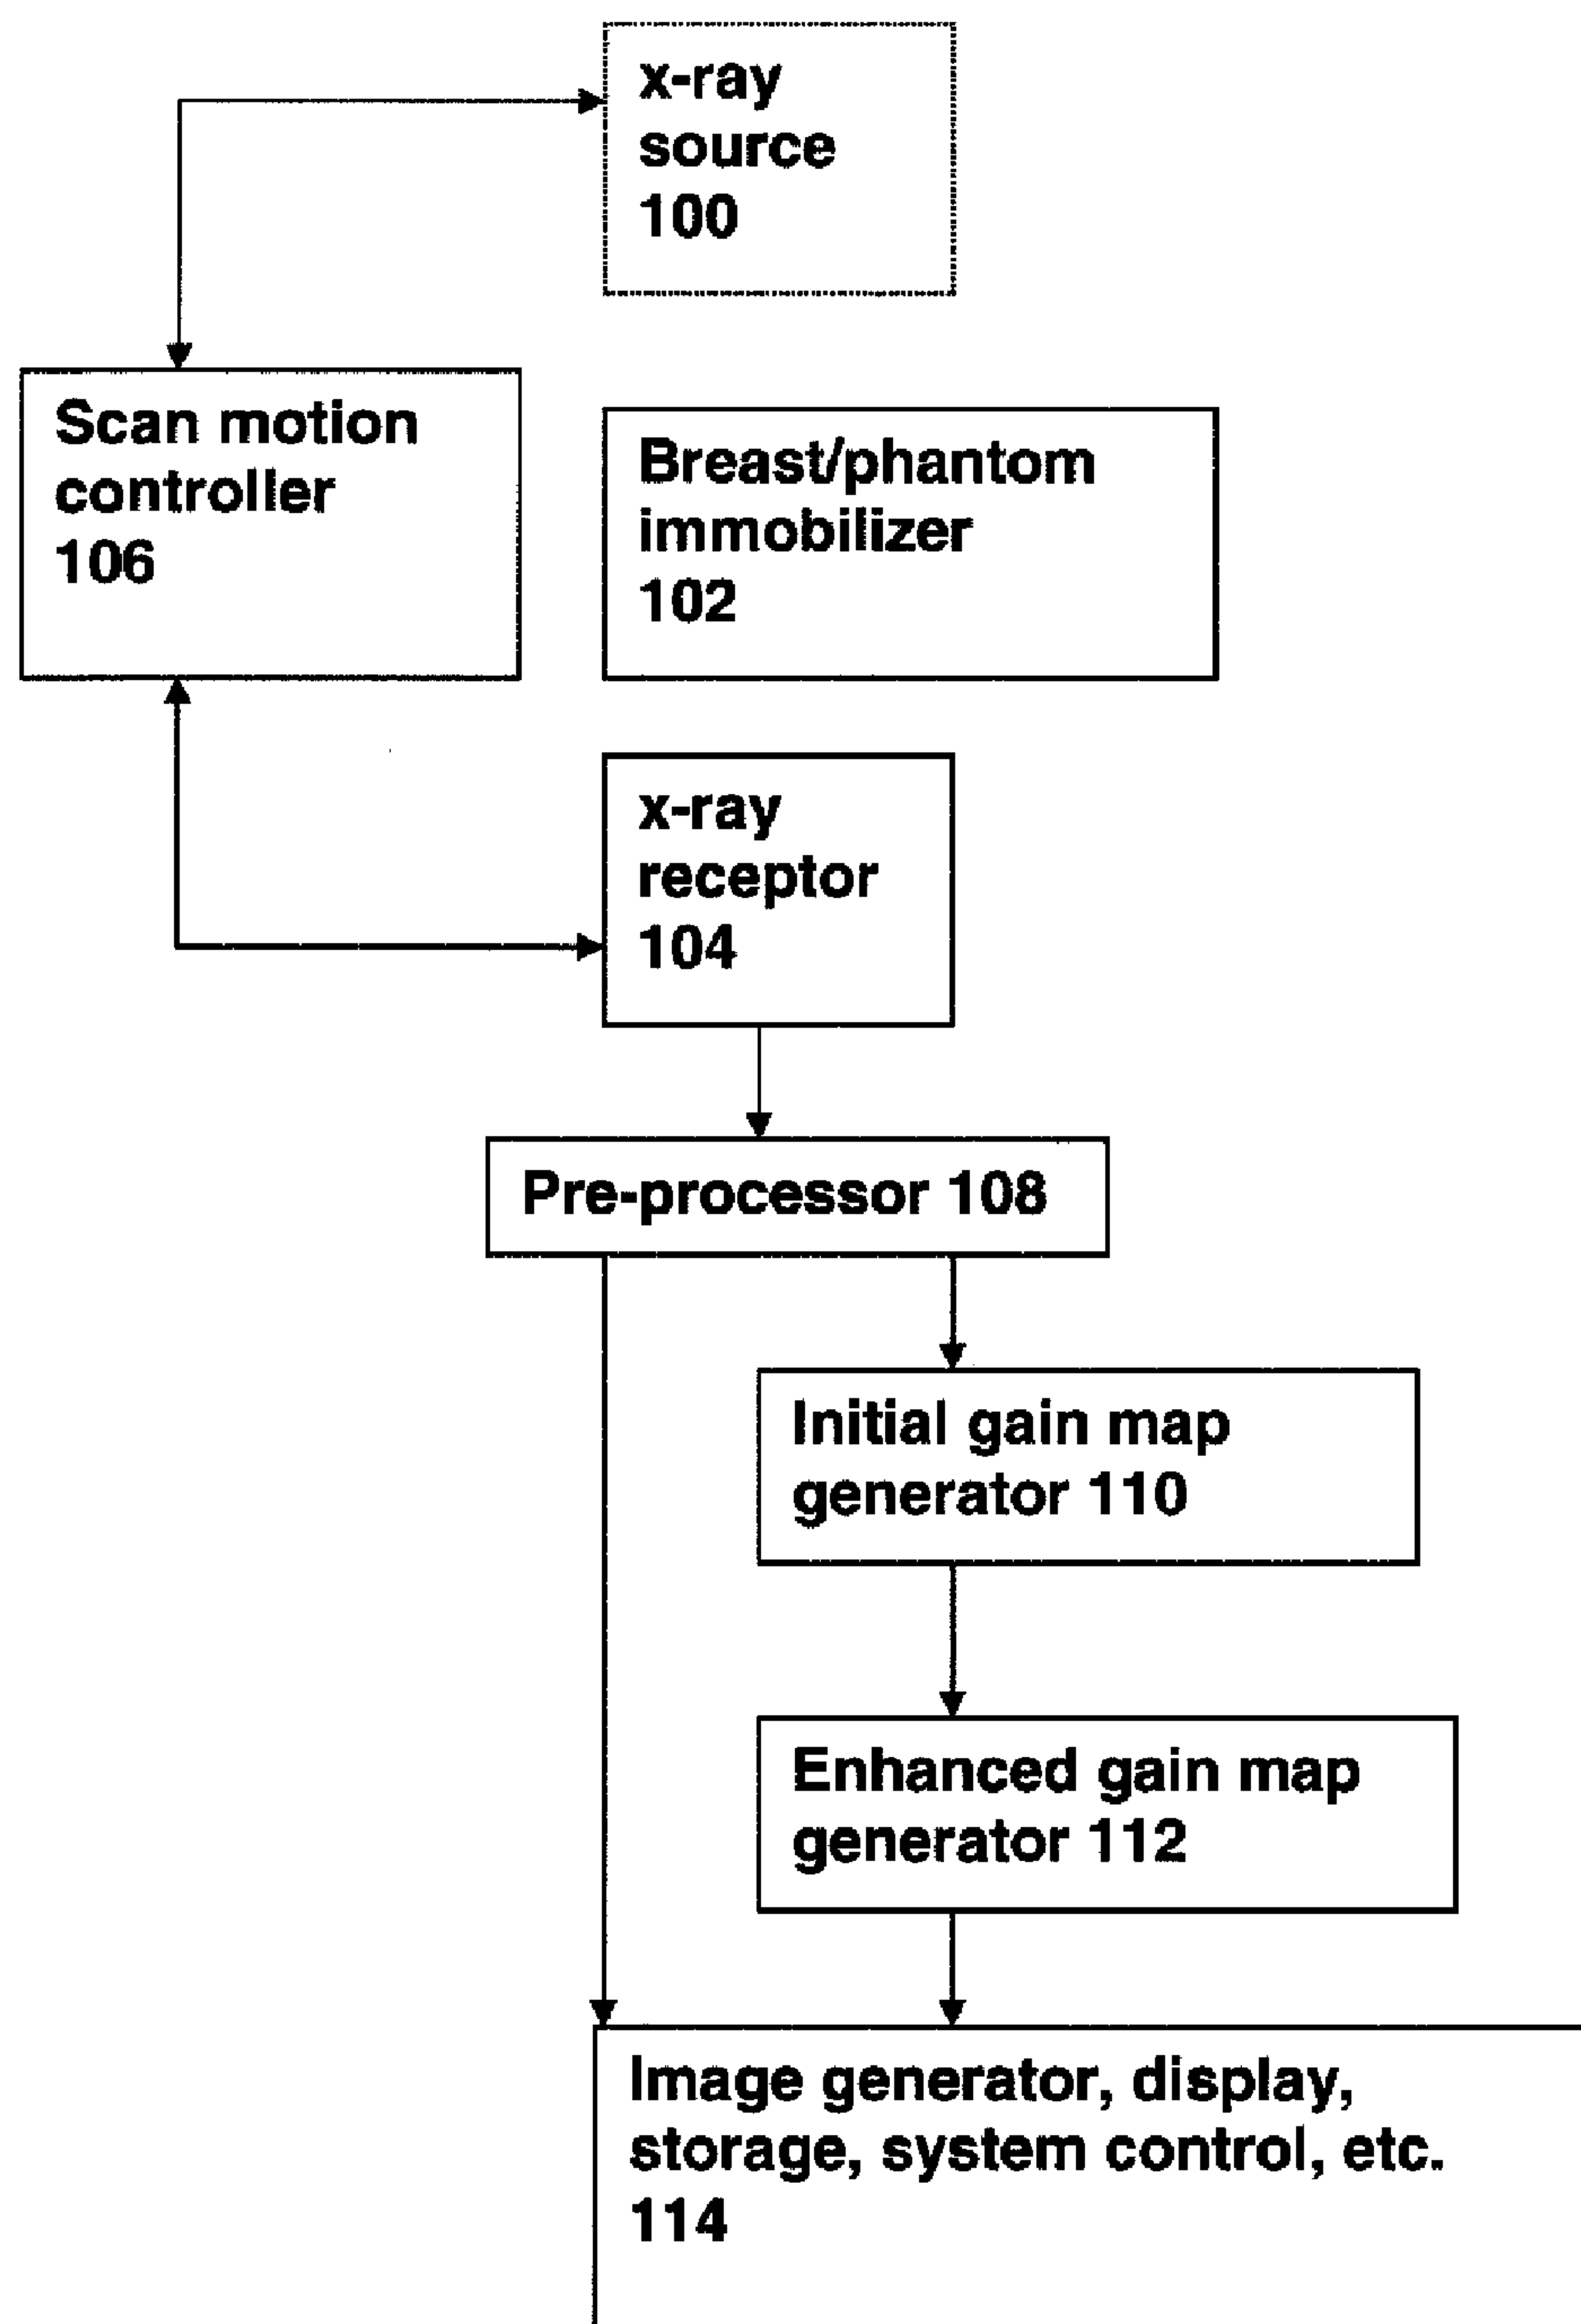 x-ray
source
100
Scan motion
controller
106
Breast/phantom
immobilizer
102
x-ray
receptor
104
Pre-processor 108
Initial gain map
generator 110
Enhanced gain map
generator 112
Image generator, display,
storage, system control, etc.
114